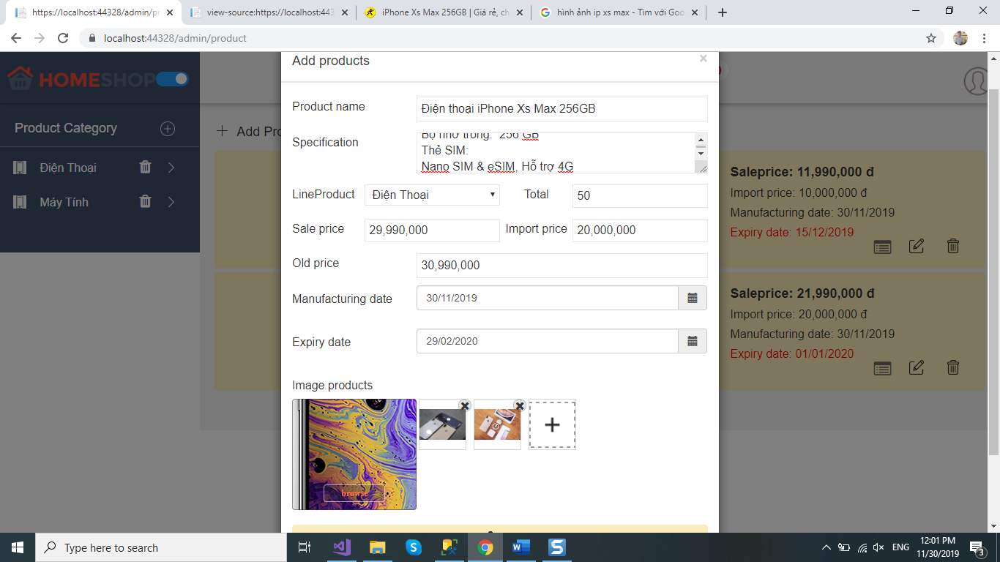 https://localhost:44328/admin/pr
view-source:https://localhost:443
iPhone Xs Max 256GB | Giá rẻ, ch
hình ảnh ip xs max - Tìm với Goo
localhost:44328/admin/product
HOMESHOP
Add products
×
Product Category
Điện Thoại
Máy Tính
Add Pro
Product name
Điện thoại iPhone Xs Max 256GB
Specification
Bộ nhớ trong: 256 GB
Thẻ SIM:
Nano SIM & eSIM, Hỗ trợ 4G
LineProduct
Điện Thoại
Total
50
Sale price
29,990,000
Import price
20,000,000
Old price
30,990,000
Manufacturing date
30/11/2019
Expiry date
29/02/2020
Image products
browse
Saleprice: 11,990,000 đ
Import price: 10,000,000 đ
Manufacturing date: 30/11/2019
Expiry date: 15/12/2019
Saleprice: 21,990,000 đ
Import price: 20,000,000 đ
Manufacturing date: 30/11/2019
Expiry date: 01/01/2020
Type here to search
ENG
12:01 PM
11/30/2019
3